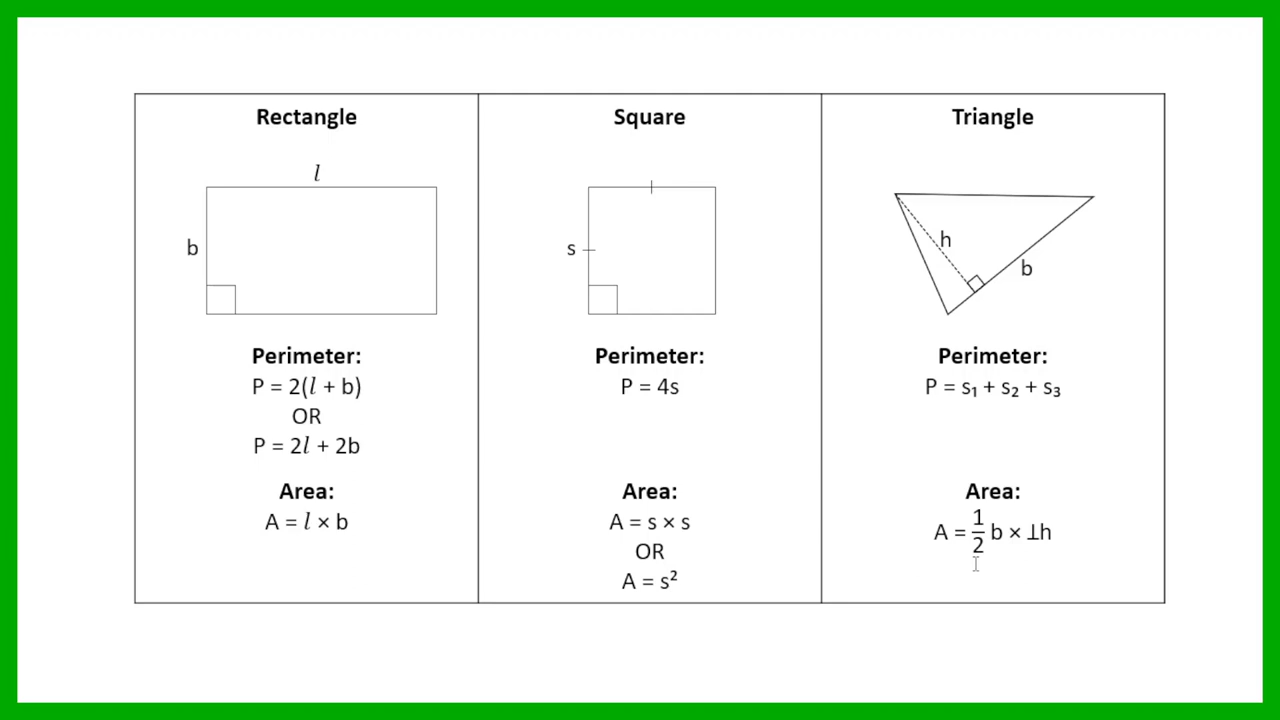 Rectangle
l
b
Perimeter:
P = 2(l + b)
OR
P = 2l + 2b
Area:
A = l × b
Square
s
Perimeter:
P = 4s
Area:
A = s × s
OR
A = s²
Triangle
h
b
Perimeter:
P = s₁ + s₂ + s₃
Area:
A = 1/2 b × ⊥h